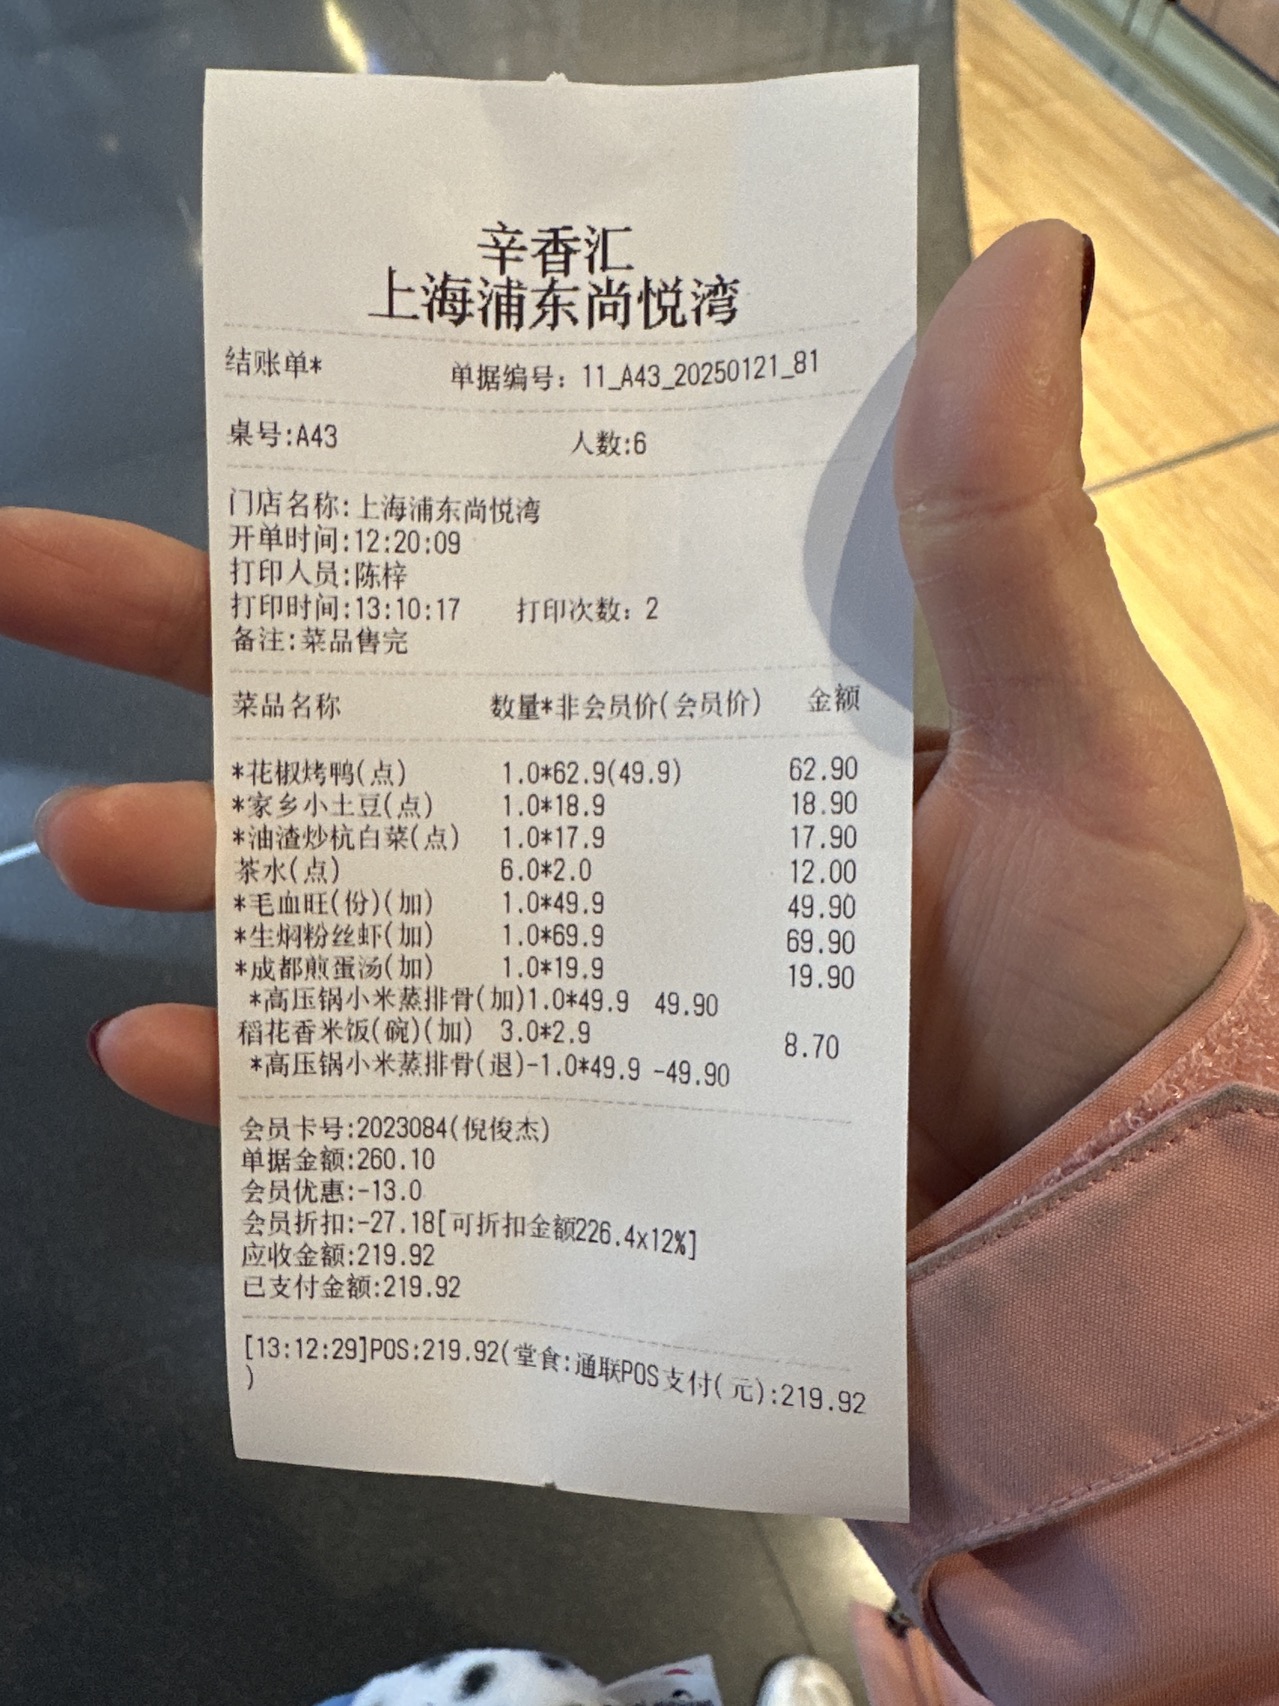 辛香汇
上海浦东尚悦湾
结账单* 单据编号: 11_A43_20250121_81
桌号:A43 人数:6
门店名称:上海浦东尚悦湾
开单时间:12:20:09
打印人员:陈梓
打印时间:13:10:17 打印次数: 2
备注:菜品售完
菜品名称 数量*非会员价(会员价) 金额
*花椒烤鸭(点) 1.0*62.9(49.9) 62.90
*家乡小土豆(点) 1.0*18.9 18.90
*油渣炒杭白菜(点) 1.0*17.9 17.90
茶水(点) 6.0*2.0 12.00
*毛血旺(份)(加) 1.0*49.9 49.90
*生焖粉丝虾(加) 1.0*69.9 69.90
*成都煎蛋汤(加) 1.0*19.9 19.90
*高压锅小米蒸排骨(加)1.0*49.9 49.90
稻花香米饭(碗)(加) 3.0*2.9 8.70
*高压锅小米蒸排骨(退)-1.0*49.9 -49.90
会员卡号:2023084(倪俊杰)
单据金额:260.10
会员优惠:-13.0
会员折扣:-27.18[可折扣金额226.4x12%]
应收金额:219.92
已支付金额:219.92
[13:12:29]POS:219.92(堂食:通联POS支付(元):219.92
)